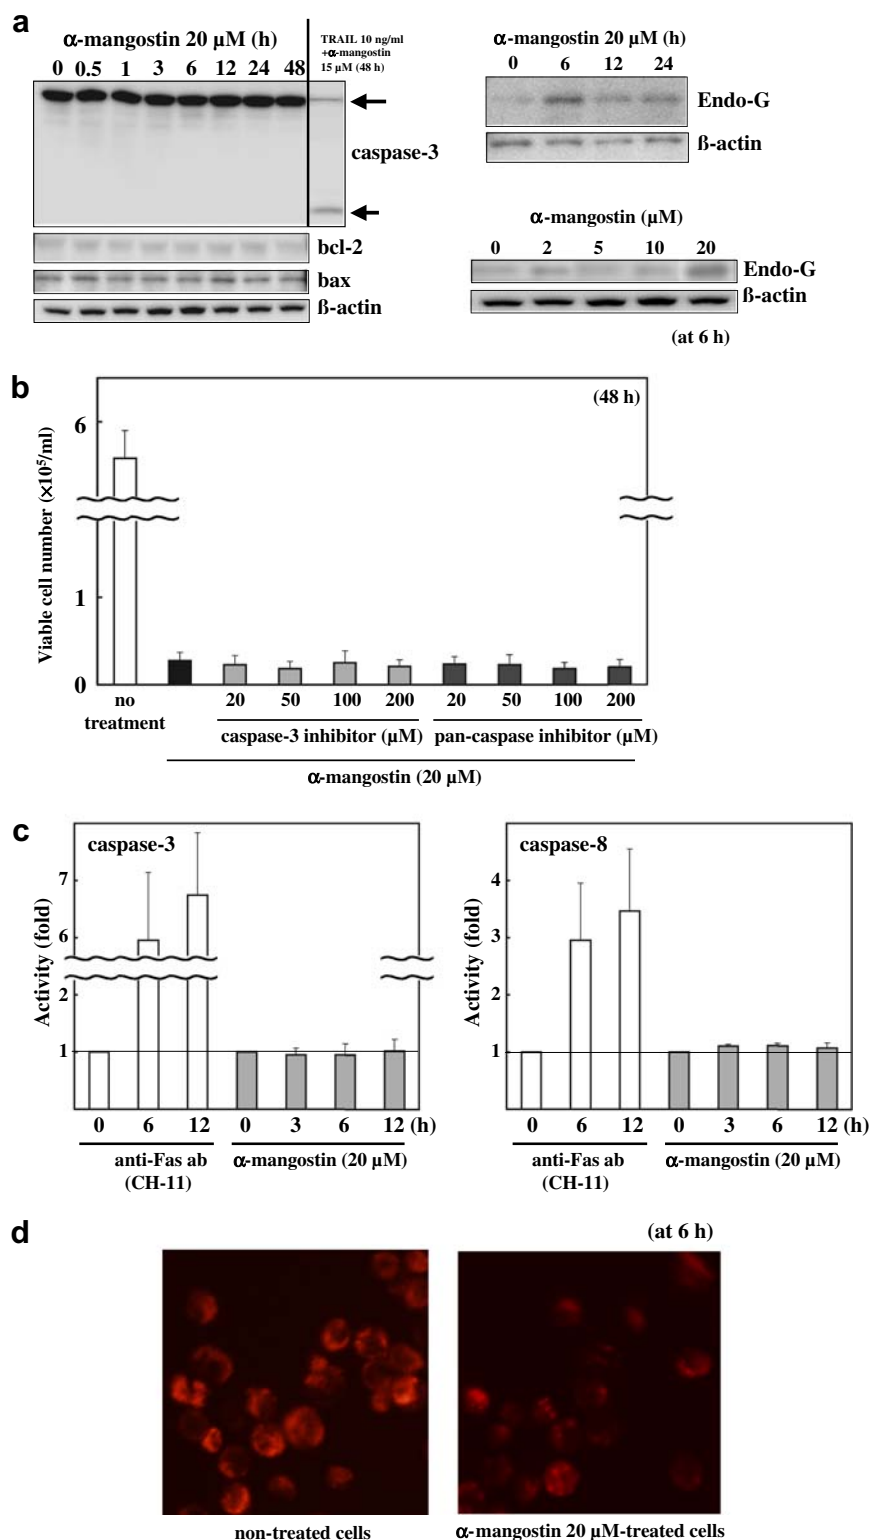 a
α-mangostin 20 µM (h)
0 0.5 1 3 6 12 24 48
TRAIL 10 ng/ml
+α-mangostin
15 µM (48 h)
caspase-3
bcl-2
bax
ß-actin
α-mangostin 20 µM (h)
0 6 12 24
Endo-G
ß-actin
α-mangostin (µM)
0 2 5 10 20
Endo-G
ß-actin
(at 6 h)
b
(48 h)
Viable cell number (×10⁵/ml)
6
1
0
no
treatment
20 50 100 200 20 50 100 200
caspase-3 inhibitor (µM) pan-caspase inhibitor (µM)
α-mangostin (20 µM)
c
caspase-3
Activity (fold)
7
6
2
1
0 6 12 0 3 6 12 (h)
anti-Fas ab
(CH-11)
α-mangostin (20 µM)
caspase-8
Activity (fold)
4
3
2
1
0 6 12 0 3 6 12 (h)
anti-Fas ab
(CH-11)
α-mangostin (20 µM)
d
(at 6 h)
non-treated cells
α-mangostin 20 µM-treated cells